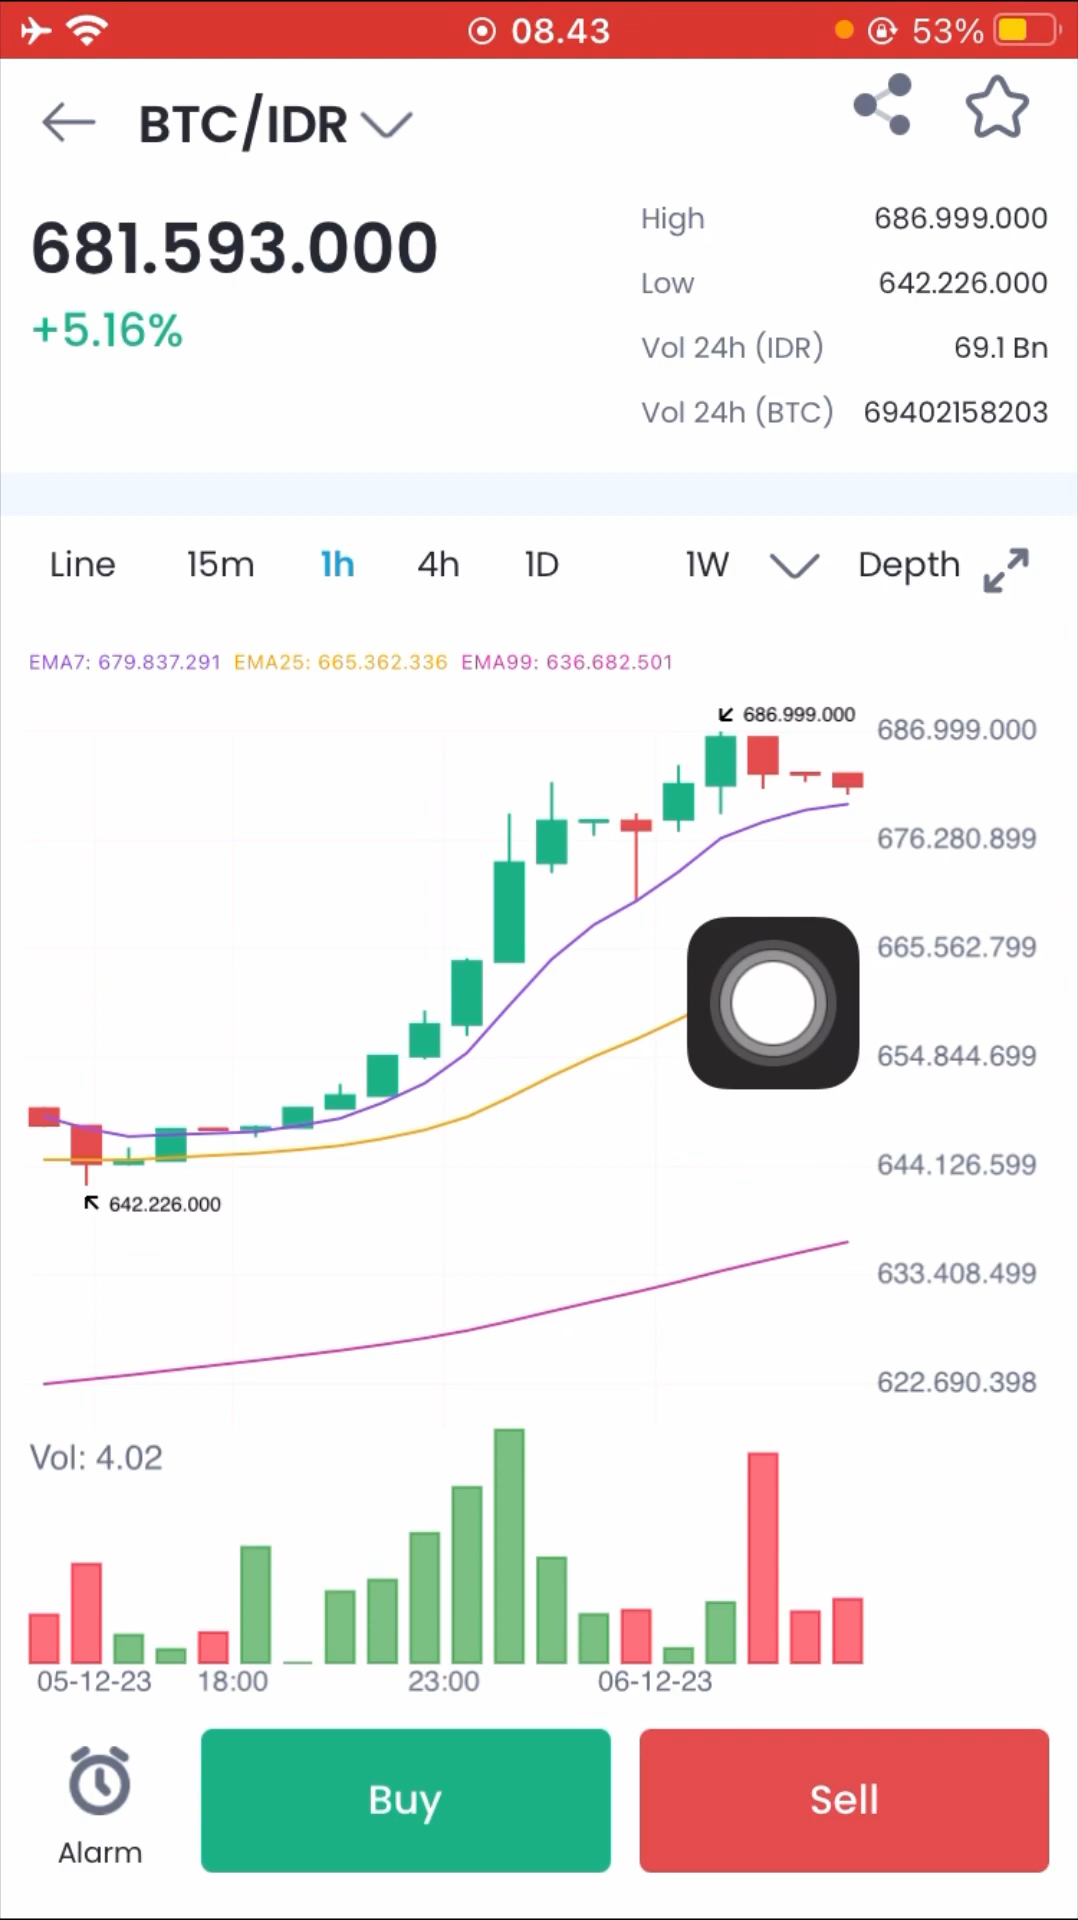 08.43 53%
BTC/IDR
681.593.000
+5.16%
High 686.999.000
Low 642.226.000
Vol 24h (IDR) 69.1 Bn
Vol 24h (BTC) 69402158203
Line 15m 1h 4h 1D 1W Depth
EMA7: 679.837.291 EMA25: 665.362.336 EMA99: 636.682.501
686.999.000
686.999.000
676.280.899
665.562.799
654.844.699
644.126.599
642.226.000
633.408.499
622.690.398
Vol: 4.02
05-12-23 18:00 23:00 06-12-23
Alarm
Buy
Sell